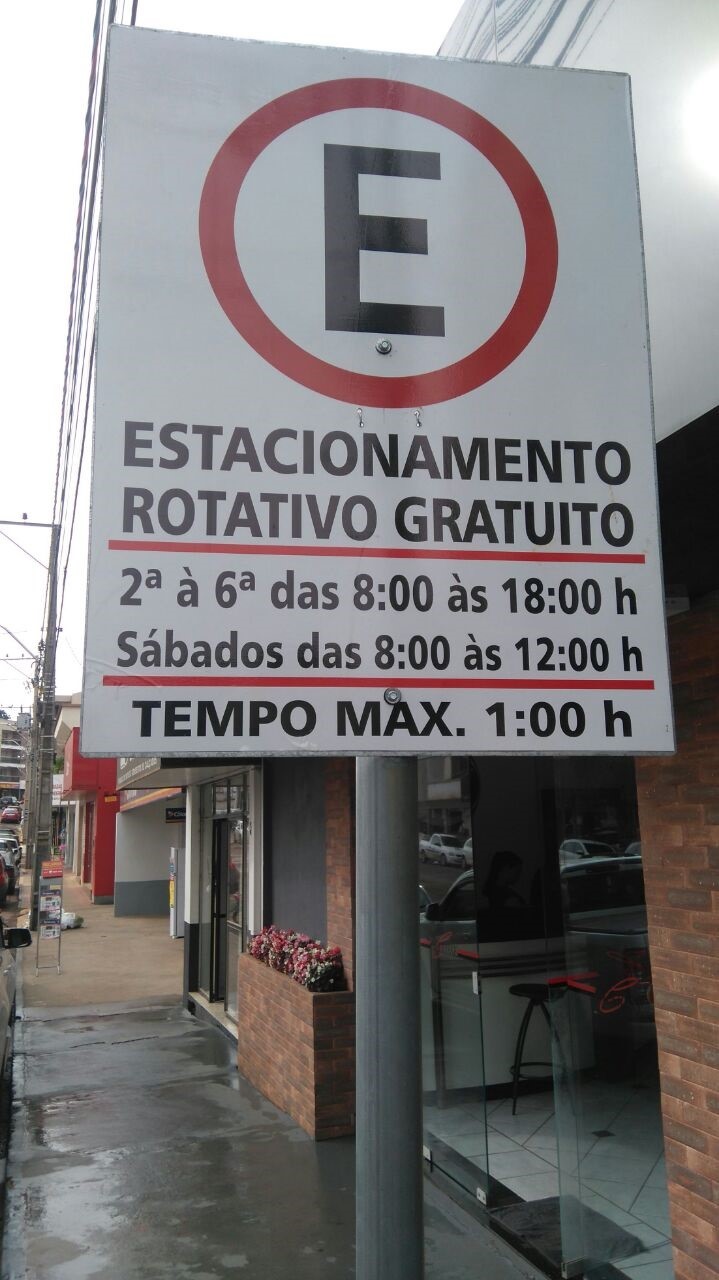 E
ESTACIONAMENTO
ROTATIVO GRATUITO
2ª à 6ª das 8:00 às 18:00 h
Sábados das 8:00 às 12:00 h
TEMPO MAX. 1:00 h